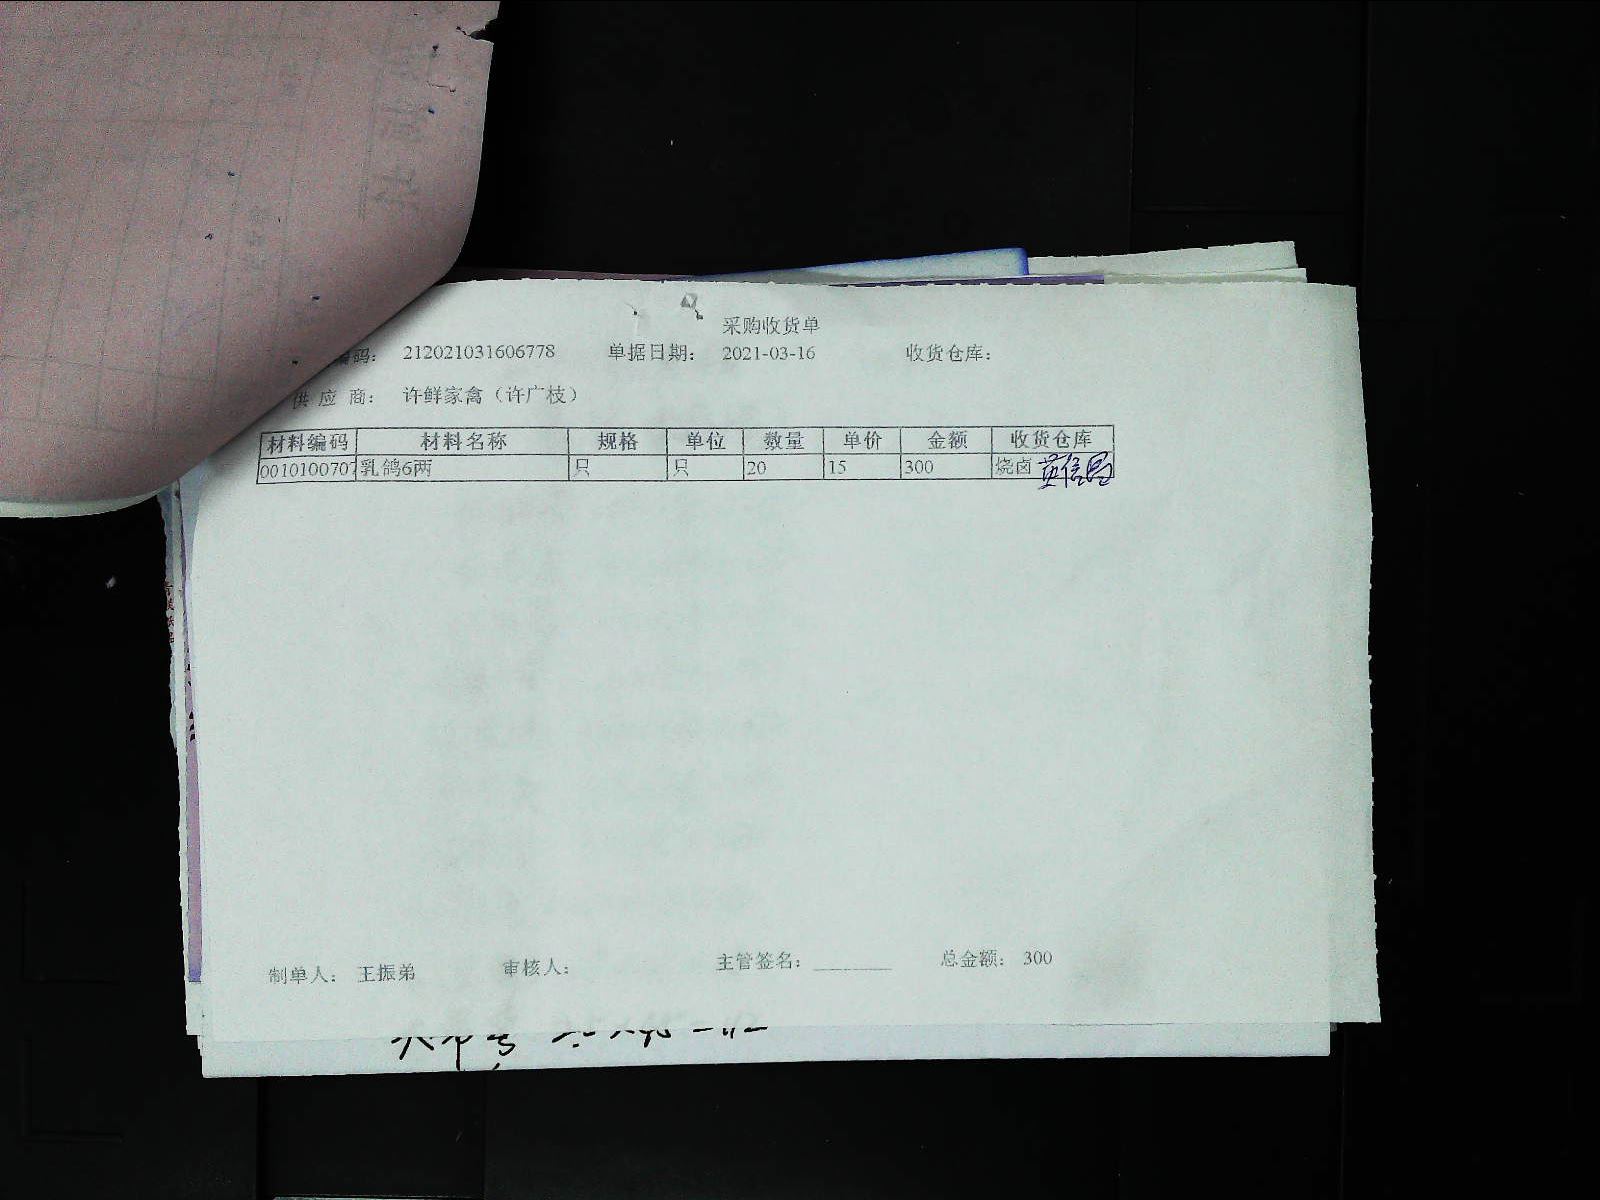 采购收货单
编码： 212021031606778 单据日期： 2021-03-16 收货仓库：
供 应 商： 许鲜家禽（许广枝）
材料编码 材料名称 规格 单位 数量 单价 金额 收货仓库
0010100707 乳鸽6两 只 只 20 15 300 烧卤
制单人： 王振弟 审核人： 主管签名： ________ 总金额： 300